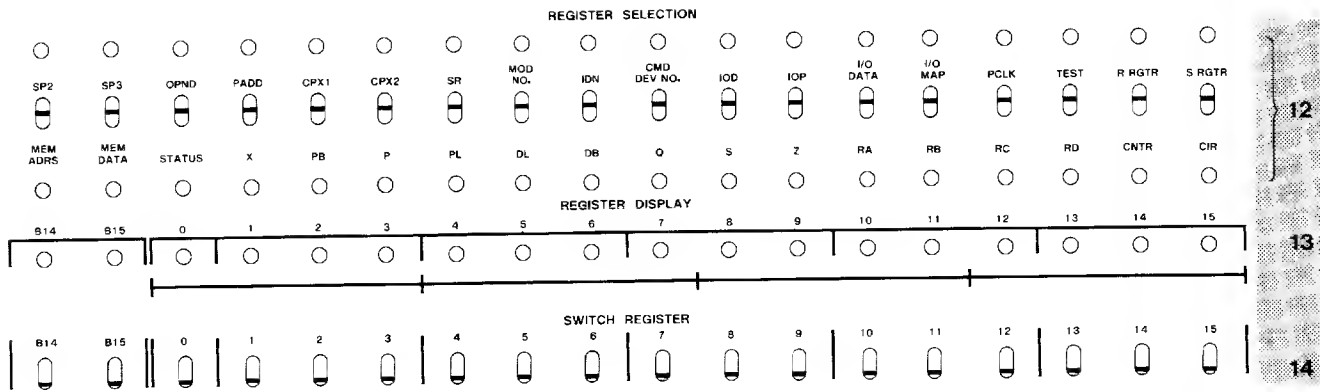 REGISTER SELECTION
SP2 SP3 OPND PADD CPX1 CPX2 SR MOD NO. IDN CMD DEV NO. IOD IOP I/O DATA I/O MAP PCLK TEST R RGTR S RGTR
12
MEM ADRS MEM DATA STATUS X PB P PL DL DB Q S Z RA RB RC RD CNTR CIR
REGISTER DISPLAY
B14 B15 0 1 2 3 4 5 6 7 8 9 10 11 12 13 14 15
13
SWITCH REGISTER
B14 B15 0 1 2 3 4 5 6 7 8 9 10 11 12 13 14 15
14